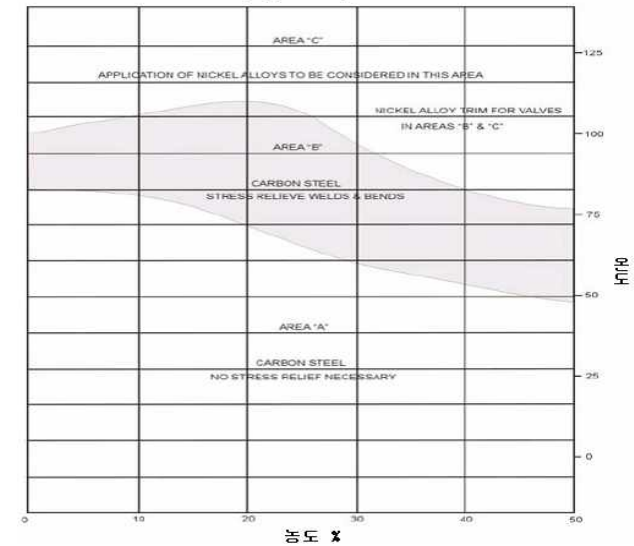 AREA "C"
125
APPLICATION OF NICKEL ALLOYS TO BE CONSIDERED IN THIS AREA
NICKEL ALLOY TRIM FOR VALVES
IN AREAS "B" & "C"
100
AREA "B"
CARBON STEEL
STRESS RELIEVE WELDS & BENDS
75
50
AREA "A"
CARBON STEEL
25
NO STRESS RELIEF NECESSARY
0
0 10 20 30 40 50
농도 %